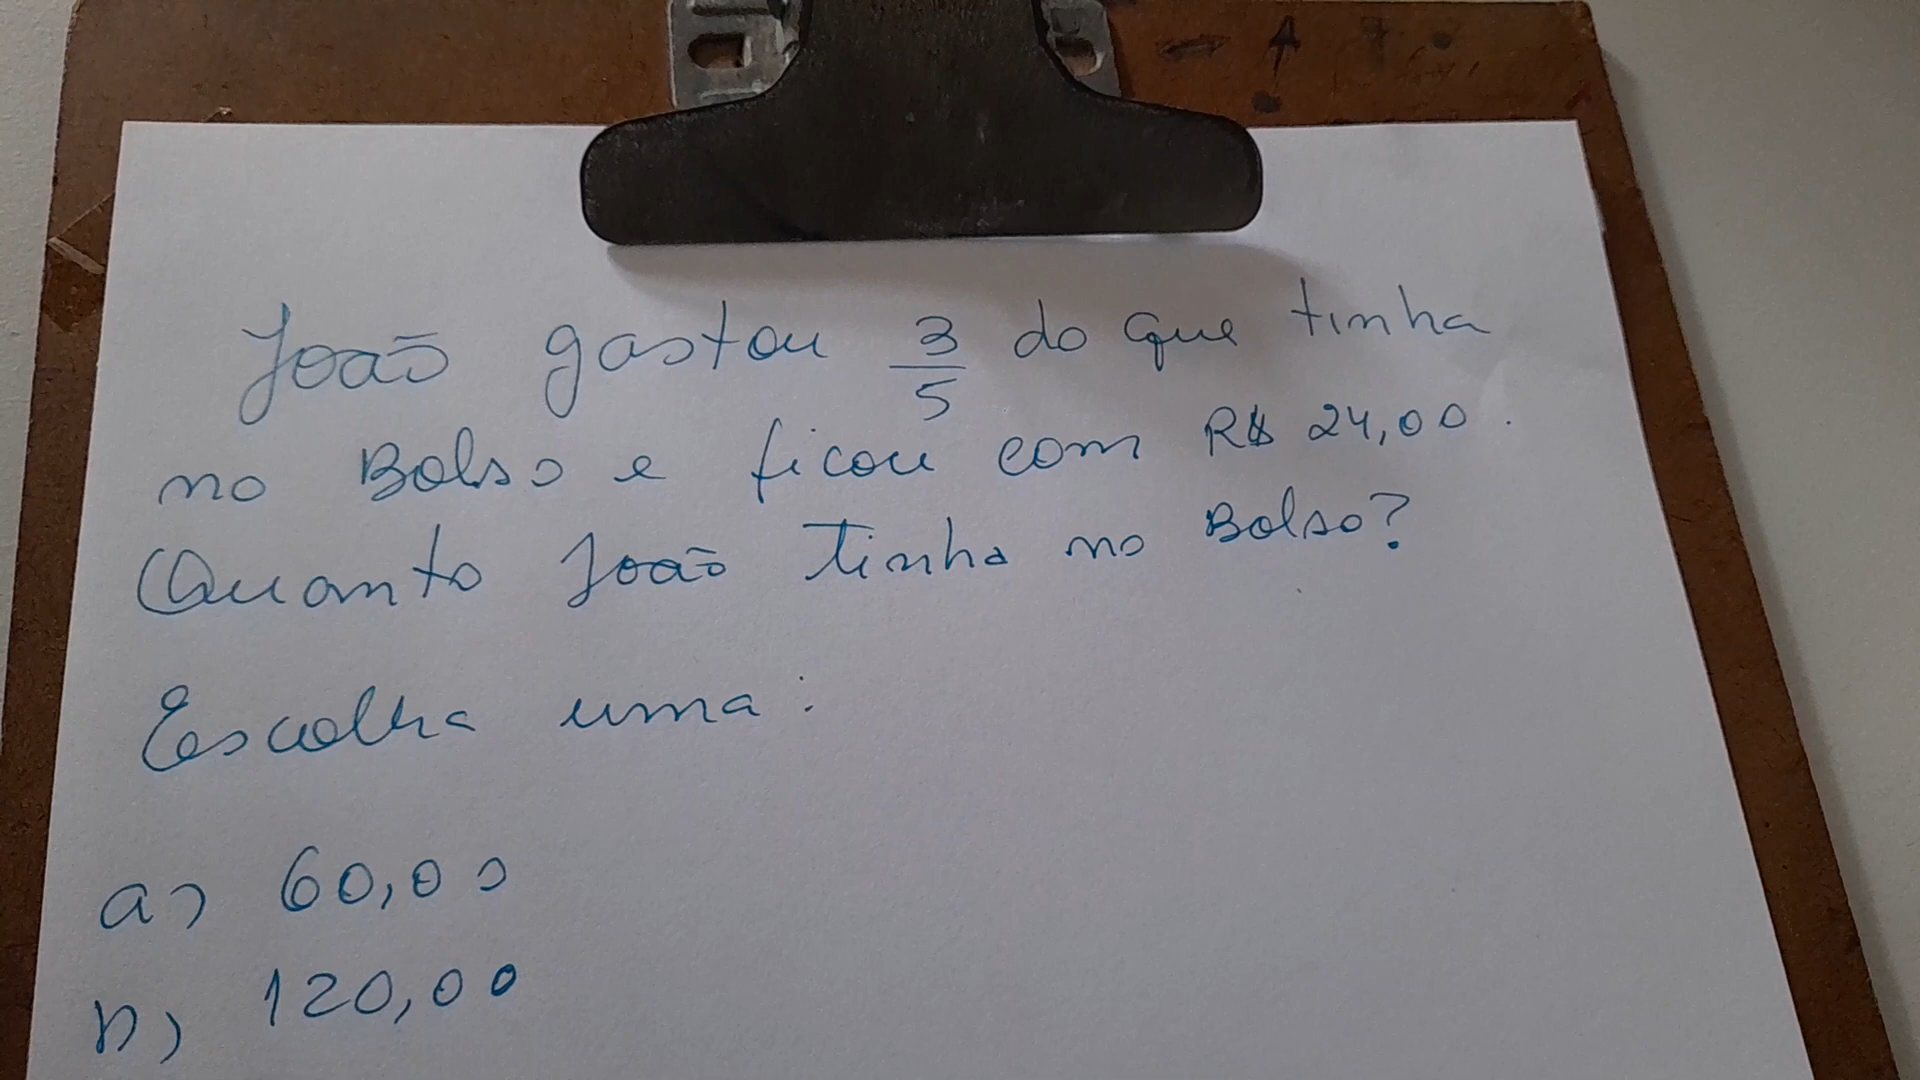 João gastou 3/5 do que tinha
no Bolso e ficou com R$ 24,00.
Quanto João tinha no Bolso?
Escolha uma:
a) 60,00
b) 120,00